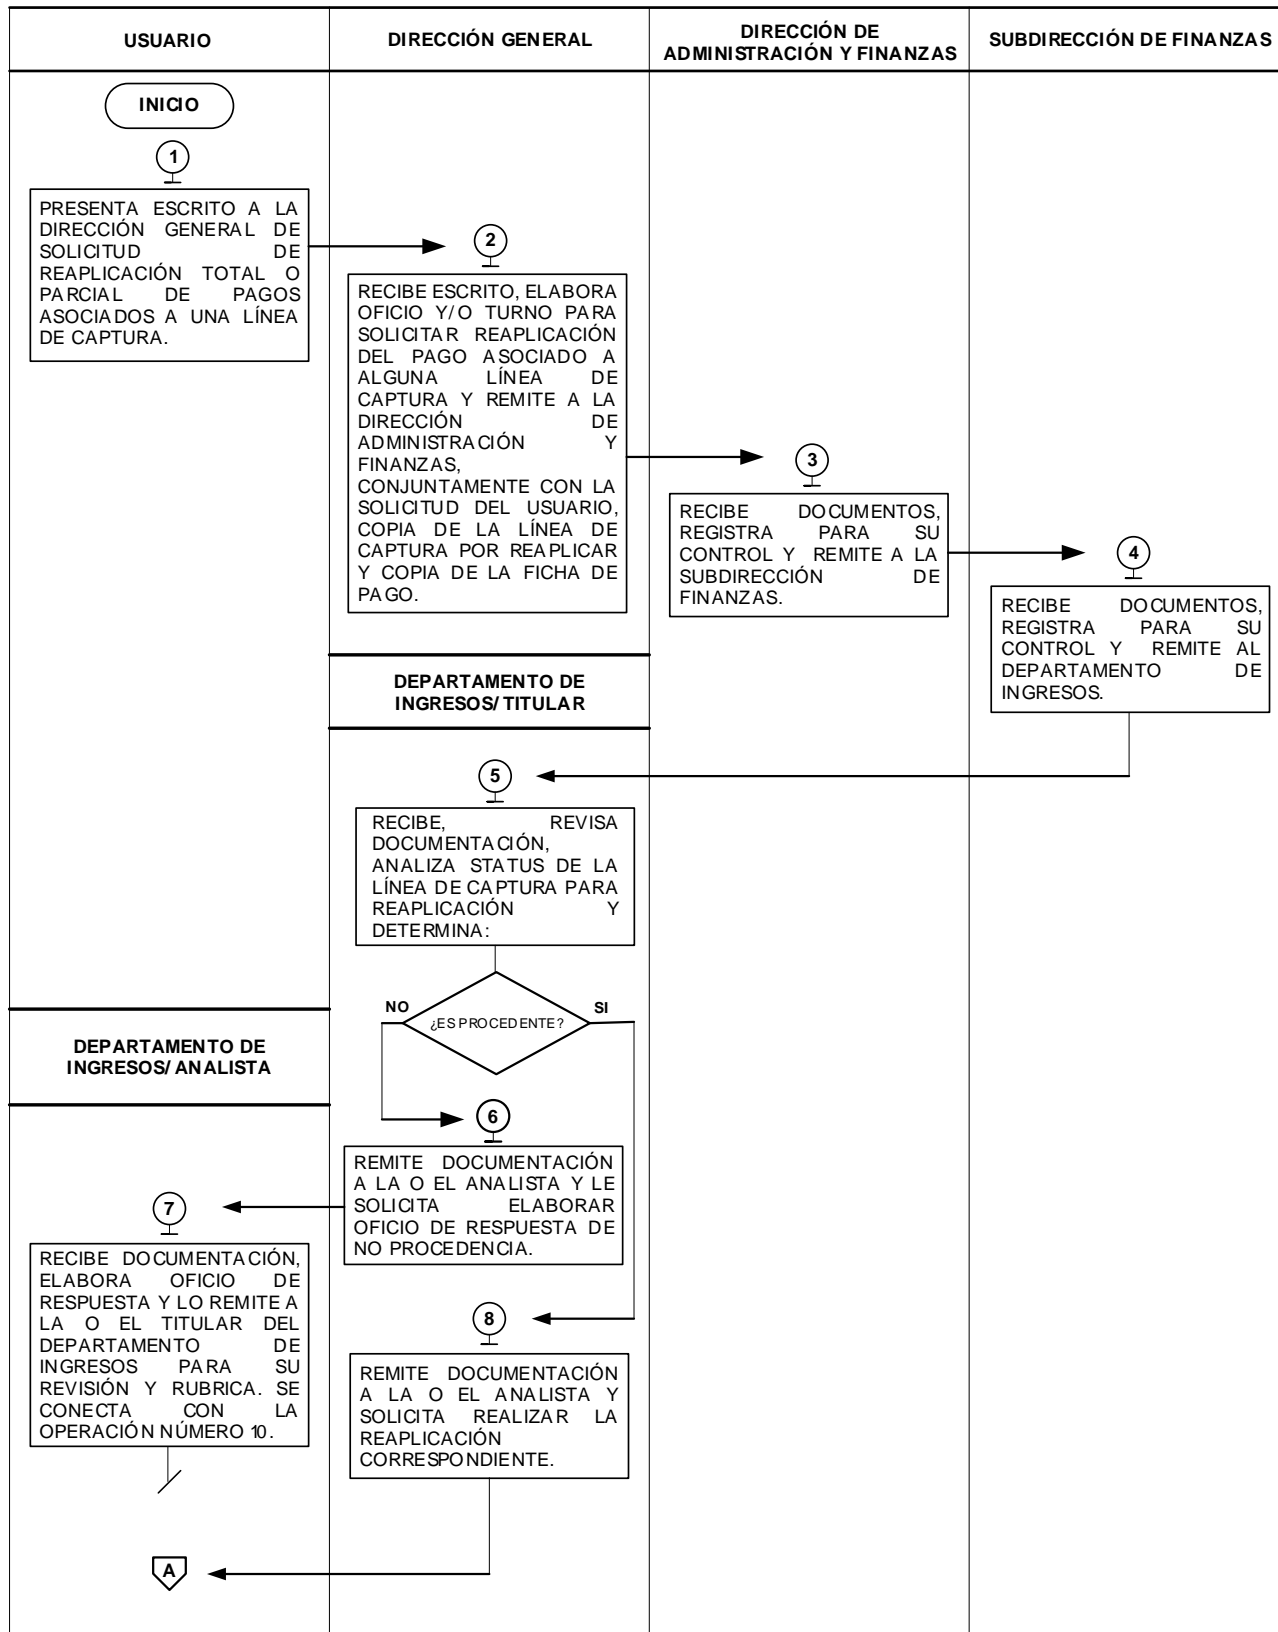 USUARIO
DIRECCIÓN GENERAL
DIRECCIÓN DE
ADMINISTRACIÓN Y FINANZAS
SUBDIRECCIÓN DE FINANZAS
INICIO
1
PRESENTA ESCRITO A LA
DIRECCIÓN GENERAL DE
SOLICITUD DE
REAPLICACIÓN TOTAL O
PARCIAL DE PAGOS
ASOCIADOS A UNA LÍNEA
DE CAPTURA.
2
RECIBE ESCRITO, ELABORA
OFICIO Y/O TURNO PARA
SOLICITAR REAPLICACIÓN
DEL PAGO ASOCIADO A
ALGUNA LÍNEA DE
CAPTURA Y REMITE A LA
DIRECCIÓN DE
ADMINISTRACIÓN Y
FINANZAS,
CONJUNTAMENTE CON LA
SOLICITUD DEL USUARIO,
COPIA DE LA LÍNEA DE
CAPTURA POR REAPLICAR
Y COPIA DE LA FICHA DE
PAGO.
3
RECIBE DOCUMENTOS,
REGISTRA PARA SU
CONTROL Y REMITE A LA
SUBDIRECCIÓN DE
FINANZAS.
4
RECIBE DOCUMENTOS,
REGISTRA PARA SU
CONTROL Y REMITE AL
DEPARTAMENTO DE
INGRESOS.
DEPARTAMENTO DE
INGRESOS/ TITULAR
5
RECIBE, REVISA
DOCUMENTACIÓN,
ANALIZA STATUS DE LA
LÍNEA DE CAPTURA PARA
REAPLICACIÓN Y
DETERMINA:
NO
¿ES PROCEDENTE?
SI
DEPARTAMENTO DE
INGRESOS/ ANALISTA
6
REMITE DOCUMENTACIÓN
A LA O EL ANALISTA Y LE
SOLICITA ELABORAR
OFICIO DE RESPUESTA DE
NO PROCEDENCIA.
7
RECIBE DOCUMENTACIÓN,
ELABORA OFICIO DE
RESPUESTA Y LO REMITE A
LA O EL TITULAR DEL
DEPARTAMENTO DE
INGRESOS PARA SU
REVISIÓN Y RUBRICA. SE
CONECTA CON LA
OPERACIÓN NÚMERO 10.
8
REMITE DOCUMENTACIÓN
A LA O EL ANALISTA Y
SOLICITA REALIZAR LA
REAPLICACIÓN
CORRESPONDIENTE.
A